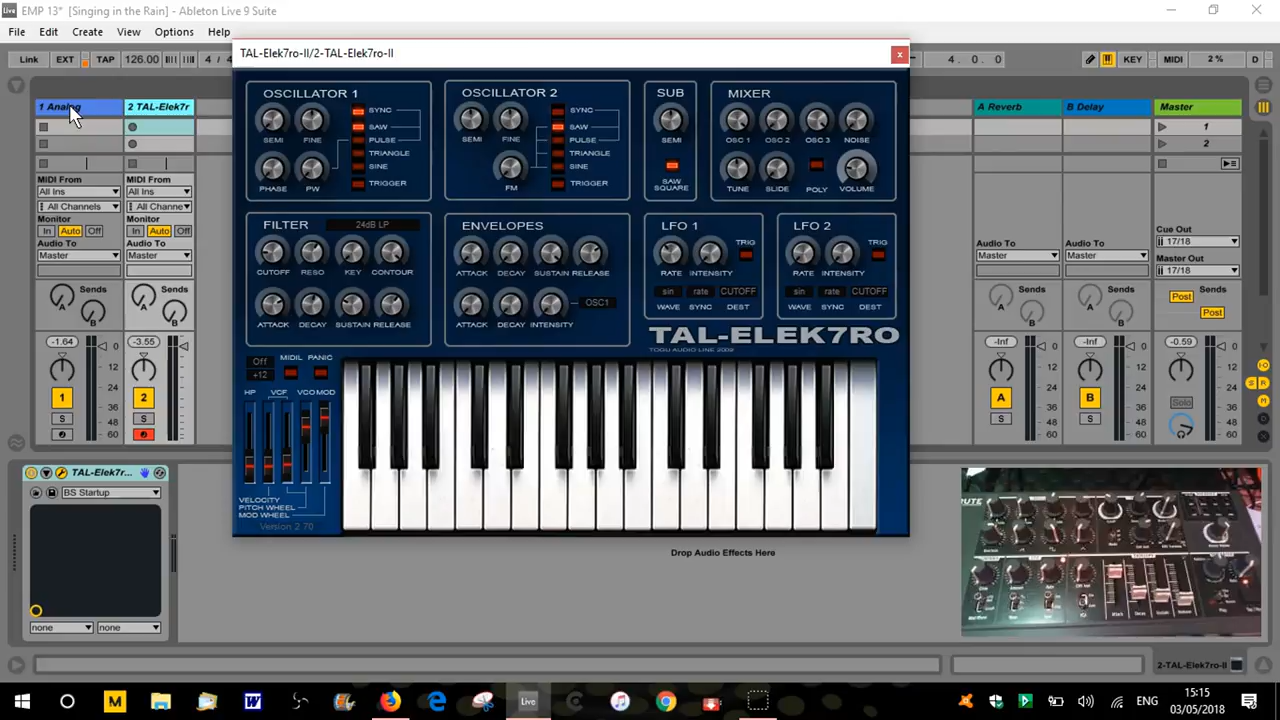 EMP 13* [Singing in the Rain] - Ableton Live 9 Suite
File Edit Create View Options Help
Link EXT TAP 126.00 4 / 4 4. 0. 0 KEY MIDI 2 % D
TAL-Elek7ro-II/2-TAL-Elek7ro-II x
1 Analog 2 TAL-Elek7r A Reverb B Delay Master
1
2
MIDI From MIDI From
All Ins All Ins
All Channels All Channe
Monitor Monitor
In Auto Off In Auto Off
Audio To Audio To Audio To Audio To
Master Master Master Master
Cue Out
17/18
Master Out
17/18
Sends Sends Sends Sends
A B A B A B A B
Post
Post
-1.64 -3.55 -Inf -Inf -0.59
1 2 A B Solo
S S S S
0 12 24 36 48 60
OSCILLATOR 1
SYNC
SAW
PULSE
TRIANGLE
SINE
TRIGGER
SEMI FINE
PHASE PW
OSCILLATOR 2
SYNC
SAW
PULSE
TRIANGLE
SINE
TRIGGER
SEMI FINE
FM
SUB
SEMI
SAW
SQUARE
MIXER
OSC 1 OSC 2 OSC 3 NOISE
TUNE SLIDE POLY VOLUME
FILTER 24dB LP
CUTOFF RESO KEY CONTOUR
ATTACK DECAY SUSTAIN RELEASE
ENVELOPES
ATTACK DECAY SUSTAIN RELEASE
ATTACK DECAY INTENSITY OSC1
LFO 1 TRIG
RATE INTENSITY
sin rate CUTOFF
WAVE SYNC DEST
LFO 2 TRIG
RATE INTENSITY
sin rate CUTOFF
WAVE SYNC DEST
TAL-ELEK7RO
TOGU AUDIO LINE 2009
Off MIDIL PANIC
+12
HP VCF VCO MOD
VELOCITY
PITCH WHEEL
MOD WHEEL
Version 2 70
TAL-Elek7r...
BS Startup
none none
Drop Audio Effects Here
2-TAL-Elek7ro-II
Live ENG 15:15
03/05/2018